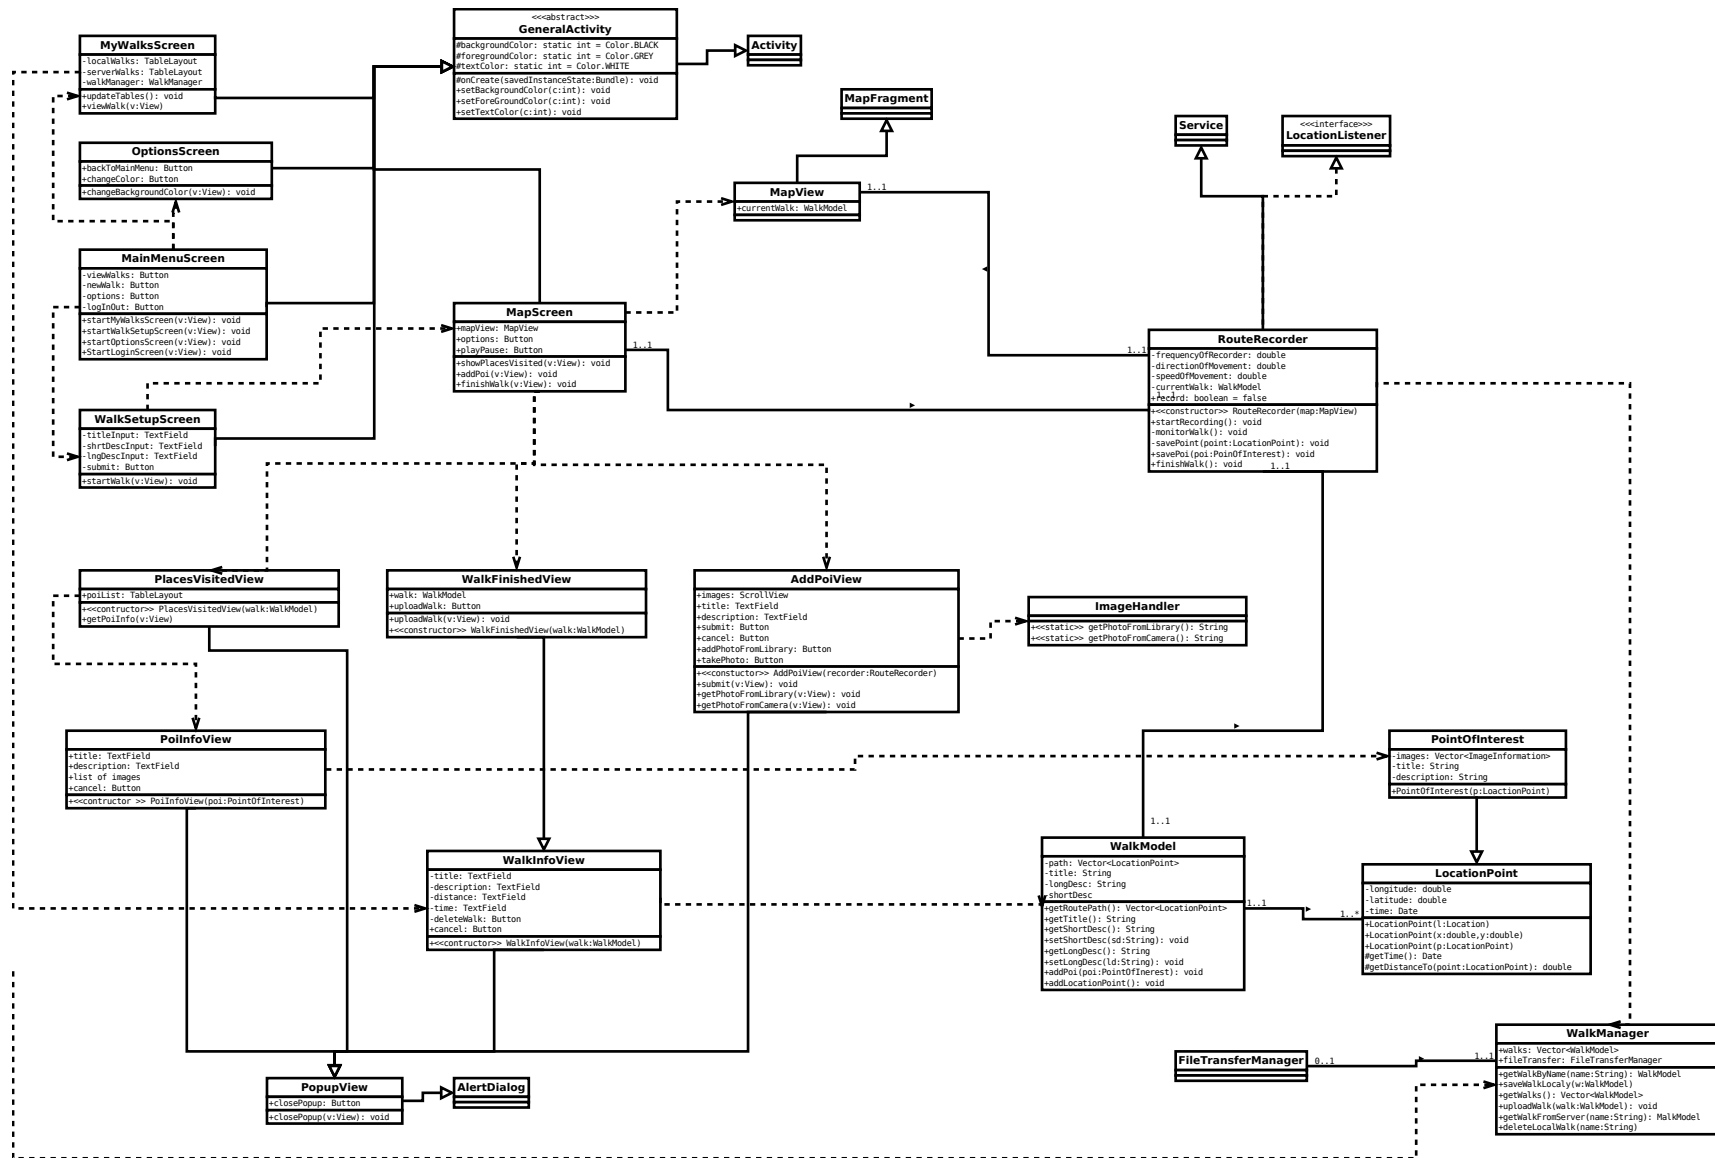 MyWalksScreen
-localWalks: TableLayout
-serverWalks: TableLayout
-walkManager: WalkManager
+updateTables(): void
+viewWalk(v:View)
<<<abstract>>>
GeneralActivity
#backgroundColor: static int = Color.BLACK
#foregroundColor: static int = Color.GREY
#textColor: static int = Color.WHITE
#onCreate(savedInstanceState:Bundle): void
+setBackgroundColor(c:int): void
+setForeGroundColor(c:int): void
+setTextColor(c:int): void
Activity
MapFragment
Service
<<<interface>>>
LocationListener
OptionsScreen
+backToMainMenu: Button
+changeColor: Button
+changeBackgroundColor(v:View): void
MapView
+currentWalk: WalkModel
1..1
MainMenuScreen
-viewWalks: Button
-newWalk: Button
-options: Button
-logInOut: Button
+startMyWalksScreen(v:View): void
+startWalkSetupScreen(v:View): void
+startOptionsScreen(v:View): void
+StartLoginScreen(v:View): void
MapScreen
+mapView: MapView
+options: Button
+playPause: Button
+showPlacesVisited(v:View): void
+addPoi(v:View): void
+finishWalk(v:View): void
1..1
1..1
RouteRecorder
-frequencyOfRecorder: double
-directionOfMovement: double
-speedOfMovement: double
-currentWalk: WalkModel
+record: boolean = false
1..1
+<<constructor>> RouteRecorder(map:MapView)
+startRecording(): void
-monitorWalk(): void
-savePoint(point:LocationPoint): void
+savePoi(poi:PoinOfInterest): void
+finishWalk(): void
1..1
WalkSetupScreen
-titleInput: TextField
-shrtDescInput: TextField
-lngDescInput: TextField
-submit: Button
+startWalk(v:View): void
PlacesVisitedView
+poiList: TableLayout
+<<contructor>> PlacesVisitedView(walk:WalkModel)
+getPoiInfo(v:View)
WalkFinishedView
+walk: WalkModel
+uploadWalk: Button
+uploadWalk(v:View): void
+<<constructor>> WalkFinishedView(walk:WalkModel)
AddPoiView
+images: ScrollView
+title: TextField
+description: TextField
+submit: Button
+cancel: Button
+addPhotoFromLibrary: Button
+takePhoto: Button
+<<constuctor>> AddPoiView(recorder:RouteRecorder)
+submit(v:View): void
+getPhotoFromLibrary(v:View): void
+getPhotoFromCamera(v:View): void
ImageHandler
+<<static>> getPhotoFromLibrary(): String
+<<static>> getPhotoFromCamera(): String
PoiInfoView
+title: TextField
+description: TextField
+list of images
+cancel: Button
+<<contructor >> PoiInfoView(poi:PointOfInterest)
PointOfInterest
-images: Vector<ImageInformation>
-title: String
-description: String
+PointOfInterest(p:LoactionPoint)
1..1
WalkInfoView
-title: TextField
-description: TextField
-distance: TextField
-time: TextField
-deleteWalk: Button
+cancel: Button
+<<contructor>> WalkInfoView(walk:WalkModel)
WalkModel
-path: Vector<LocationPoint>
-title: String
-longDesc: String
-shortDesc
+getRoutePath(): Vector<LocationPoint>
+getTitle(): String
+getShortDesc(): String
+setShortDesc(sd:String): void
+getLongDesc(): String
+setLongDesc(ld:String): void
+addPoi(poi:PointOfInerest): void
+addLocationPoint(): void
1..1
1..*
LocationPoint
-longitude: double
-latitude: double
-time: Date
+LocationPoint(l:Location)
+LocationPoint(x:double,y:double)
+LocationPoint(p:LocationPoint)
#getTime(): Date
#getDistanceTo(point:LocationPoint): double
PopupView
+closePopup: Button
+closePopup(v:View): void
AlertDialog
FileTransferManager
0..1
1..1
WalkManager
+walks: Vector<WalkModel>
+fileTransfer: FileTransferManager
+getWalkByName(name:String): WalkModel
+saveWalkLocaly(w:WalkModel)
+getWalks(): Vector<WalkModel>
+uploadWalk(walk:WalkModel): void
+getWalkFromServer(name:String): MalkModel
+deleteLocalWalk(name:String)